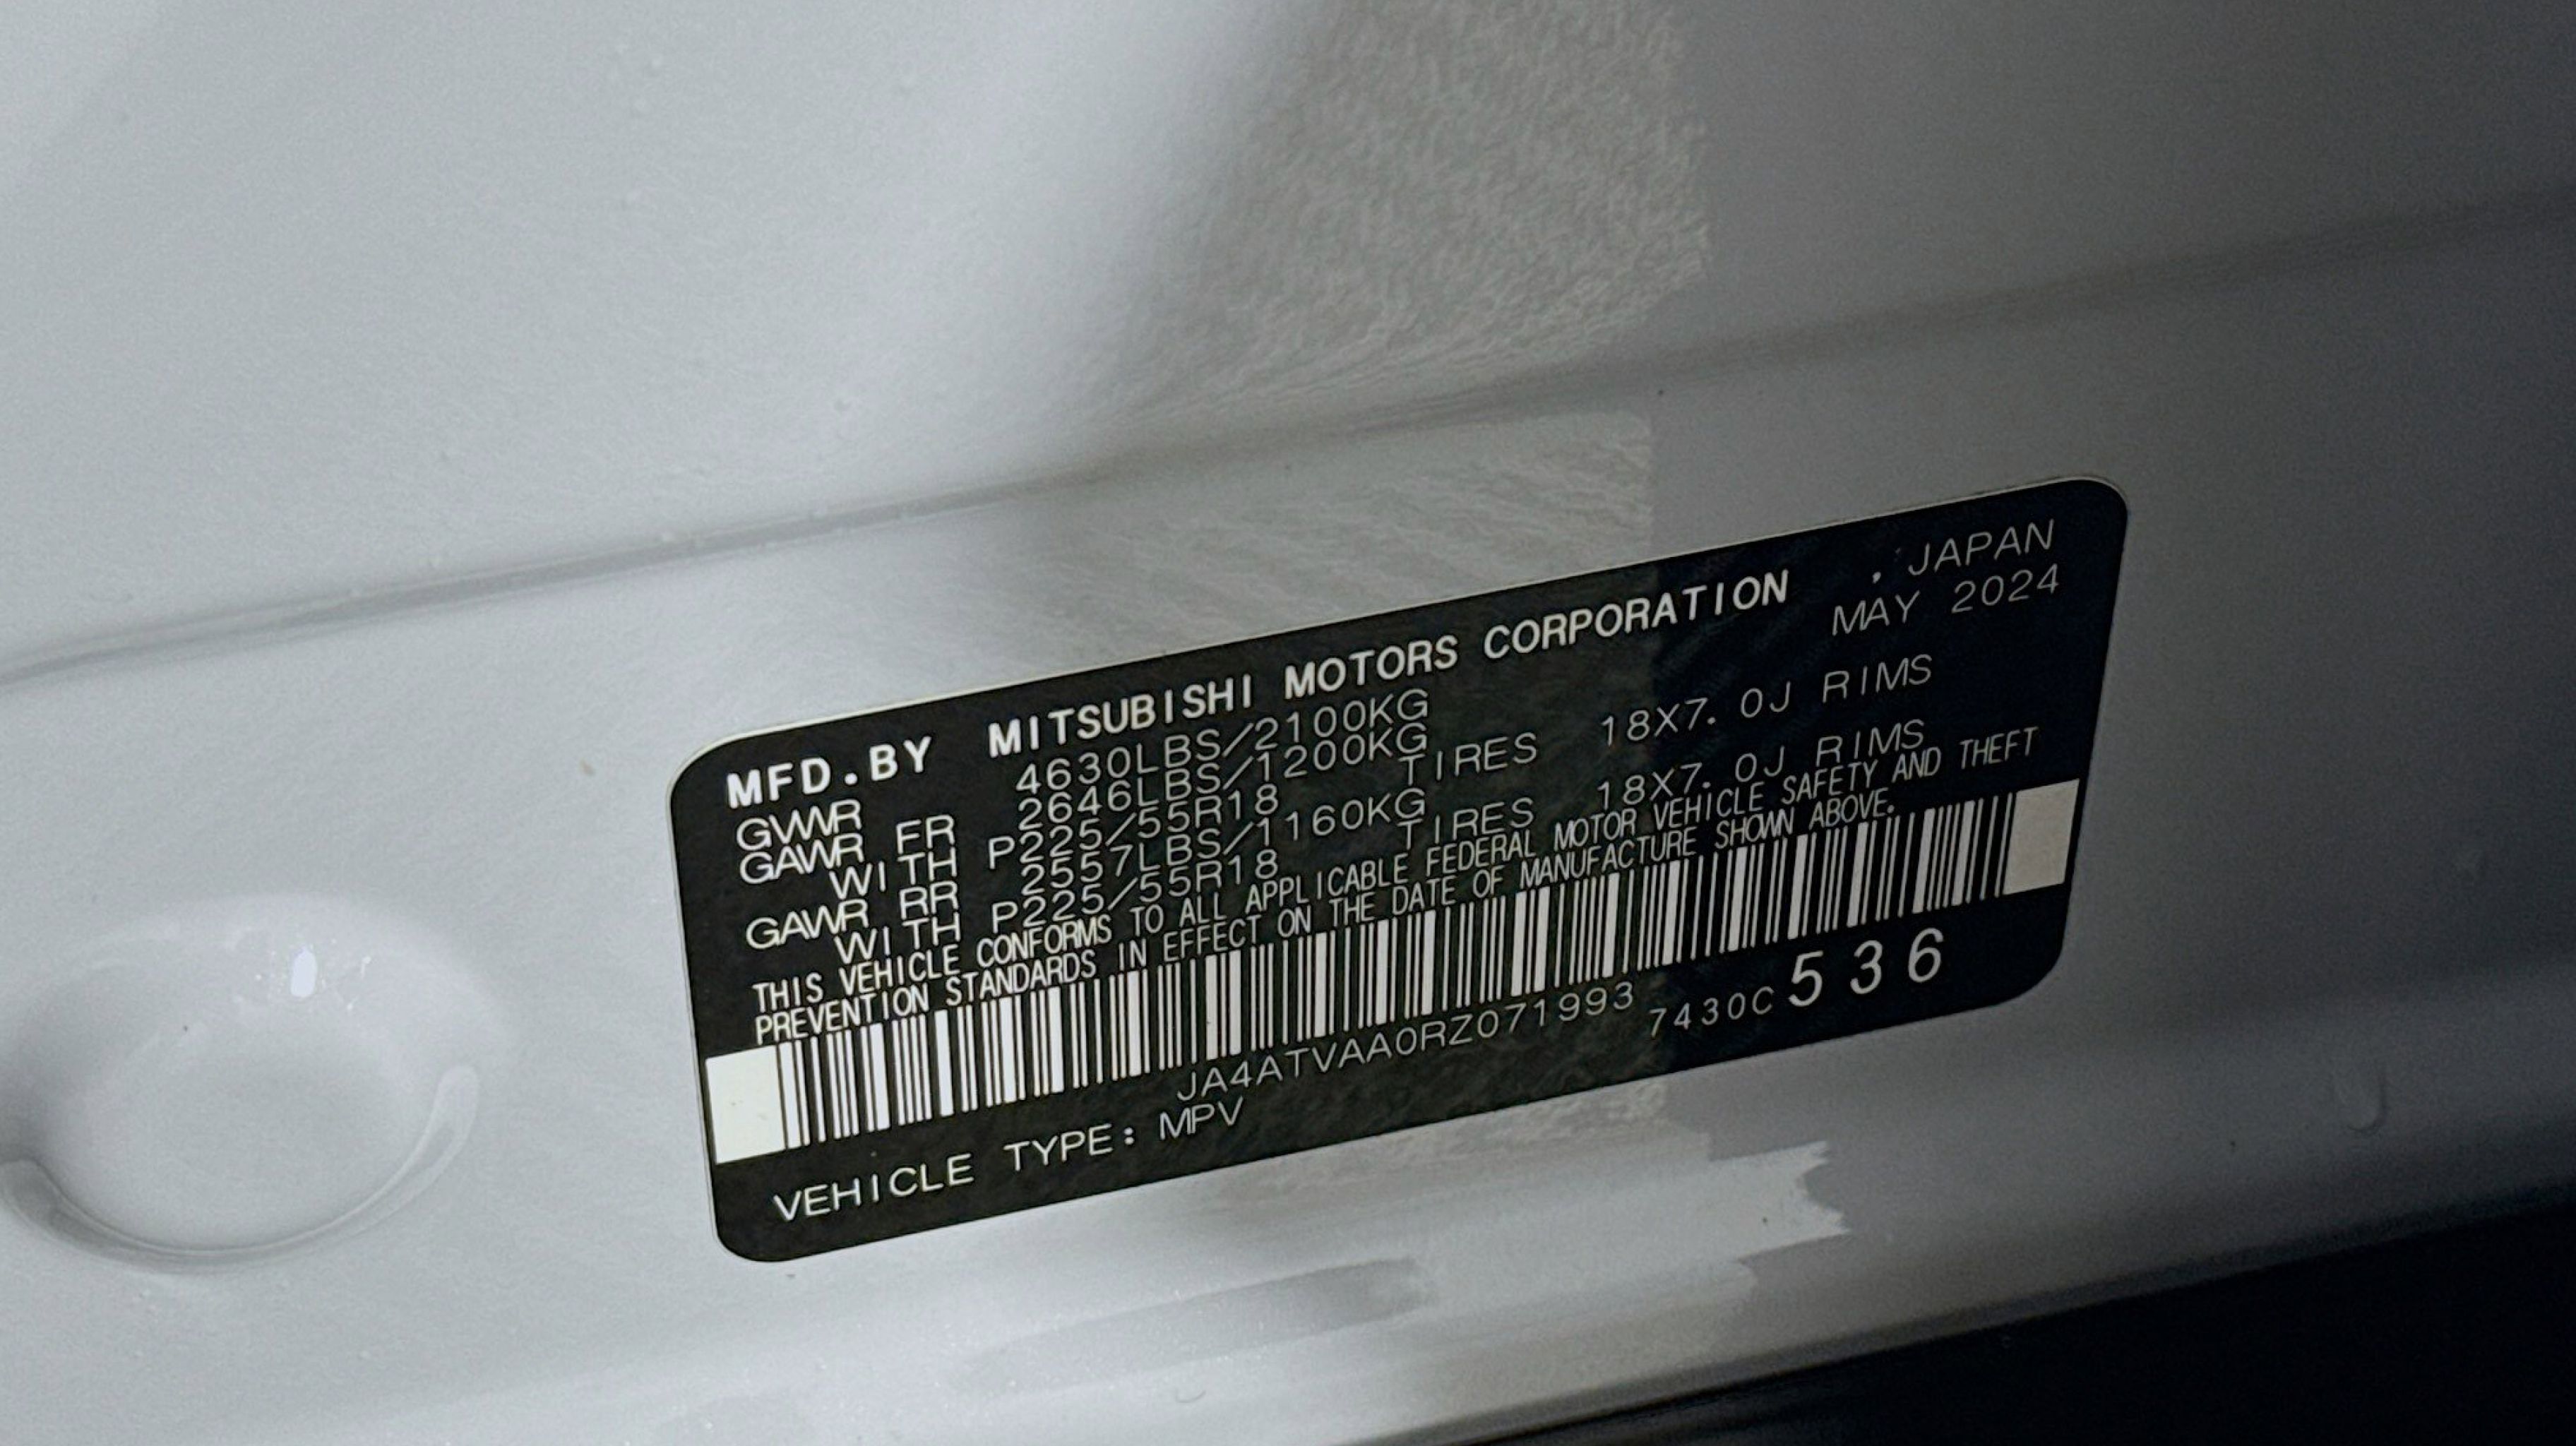 MFD.BY MITSUBISHI MOTORS CORPORATION . JAPAN
MAY 2024
GVWR 4630LBS/2100KG
GAWR FR 2646LBS/1200KG
WITH P225/55R18 TIRES 18X7.0J RIMS
GAWR RR 2557LBS/1160KG
WITH P225/55R18 TIRES 18X7.0J RIMS
THIS VEHICLE CONFORMS TO ALL APPLICABLE FEDERAL MOTOR VEHICLE SAFETY AND THEFT
PREVENTION STANDARDS IN EFFECT ON THE DATE OF MANUFACTURE SHOWN ABOVE.
JA4ATVAA0RZ071993 7430C 536
VEHICLE TYPE: MPV